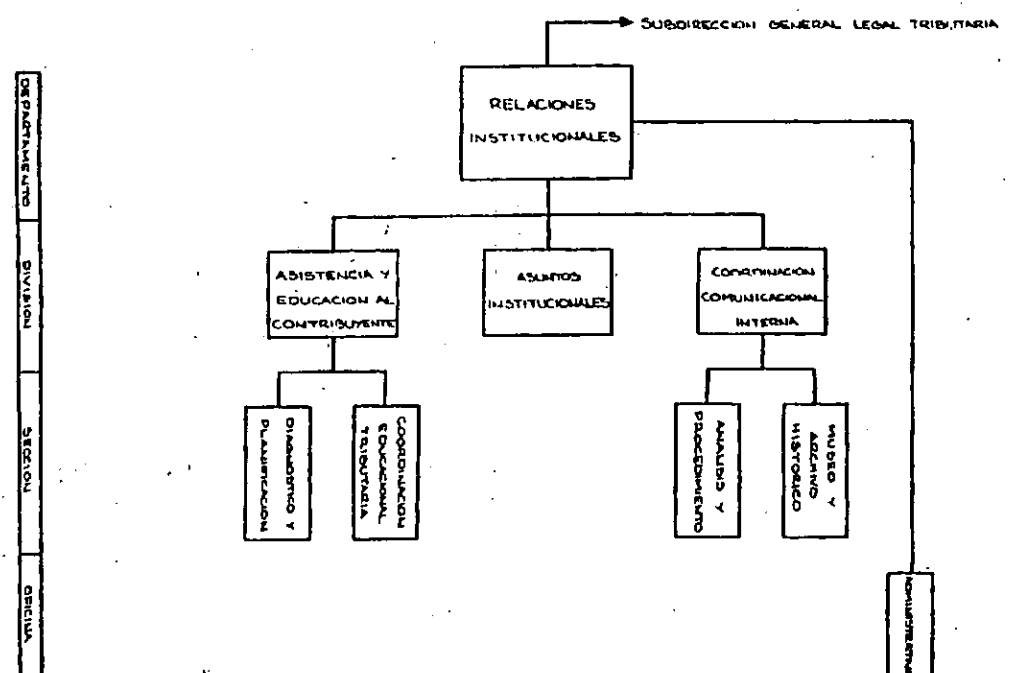 SUBDIRECCION GENERAL LEGAL TRIBUTARIA
RELACIONES
INSTITUCIONALES
DEPARTAMENTO
DIVISION
SECCION
OFICINA
ASISTENCIA Y
EDUCACION AL
CONTRIBUYENTE
ASUNTOS
INSTITUCIONALES
COORDINACION
COMUNICACIONAL
INTERNA
DIAGNOSTICO Y
PLANIFICACION
COORDINACION
EDUCACIONAL
TRIBUTARIA
ANALISIS Y
PROCEDIMIENTO
MUSEO Y
ARCHIVO
HISTORICO